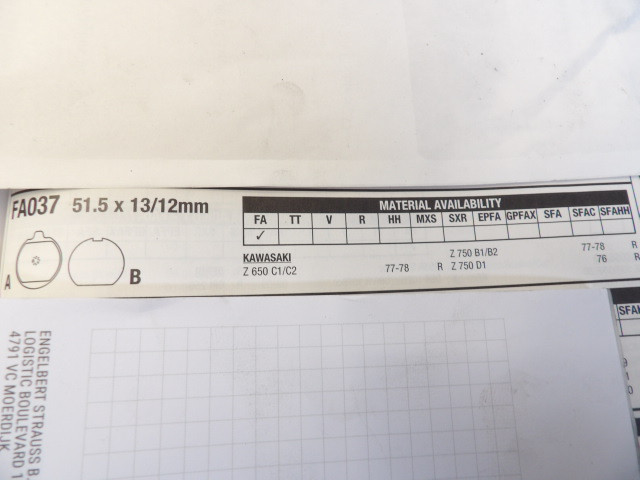 FA037 51.5 x 13/12mm
MATERIAL AVAILABILITY
FA TT V R HH MXS SXR EPFA GPFAX SFA SFAC SFAHH
✓
KAWASAKI
Z 650 C1/C2 77-78 R
Z 750 B1/B2 77-78 R
Z 750 D1 76 R
A B
ENGELBERT STRAUSS B.
LOGISTIC BOULEVARD 1
4791 VC MOERDIJK